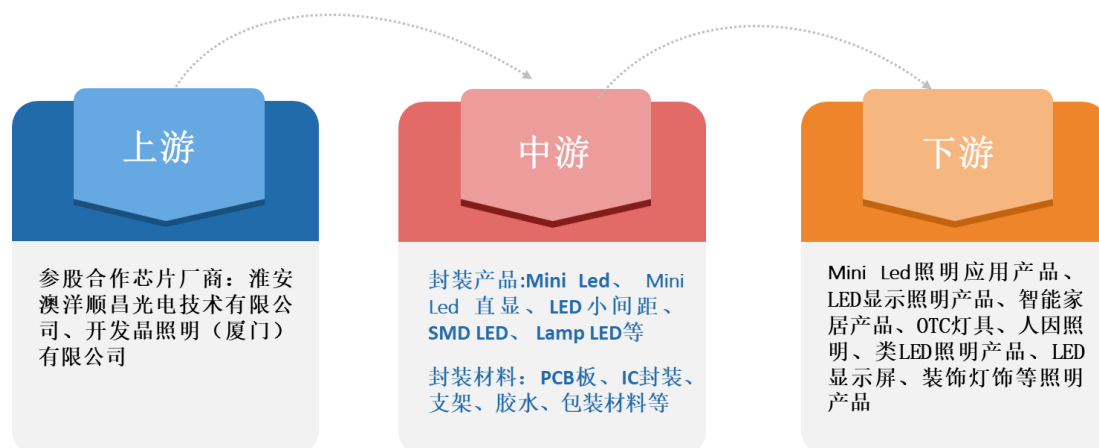 上游
参股合作芯片厂商：淮安
澳洋顺昌光电技术有限公
司、开发晶照明（厦门）
有限公司
中游
封装产品:Mini Led、 Mini
Led 直显、LED小间距、
SMD LED、 Lamp LED等
封装材料：PCB板、IC封装、
支架、胶水、包装材料等
下游
Mini Led照明应用产品、
LED显示照明产品、智能家
居产品、OTC灯具、人因照
明、类LED照明产品、LED
显示屏、装饰灯饰等照明
产品